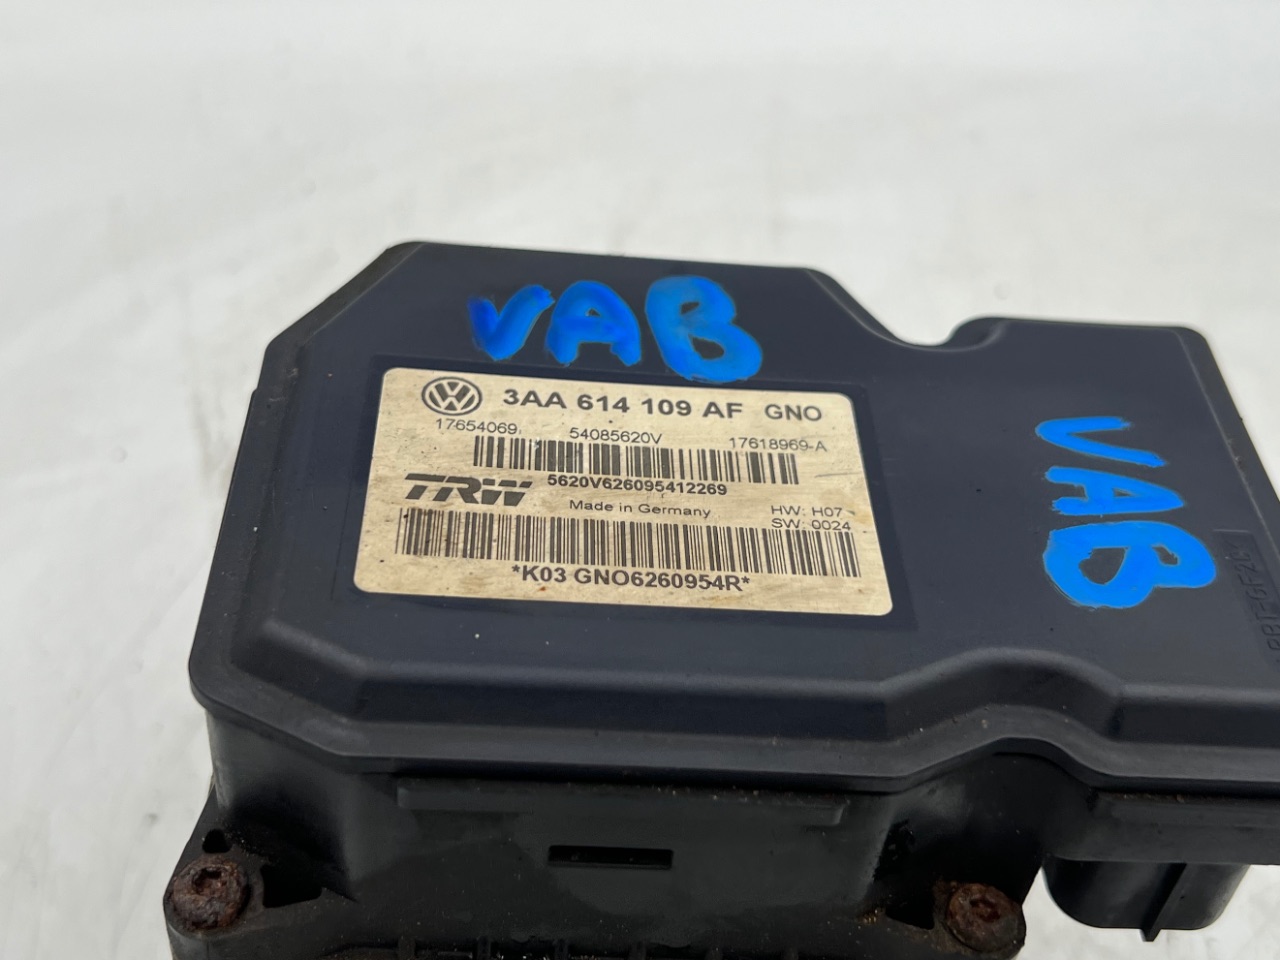 VAB
VAB
VW
3AA 614 109 AF GNO
17654069 54085620V 17618969-A
TRW
5620V626095412269
Made in Germany
HW: H07
SW: 0024
*K03 GNO6260954R*